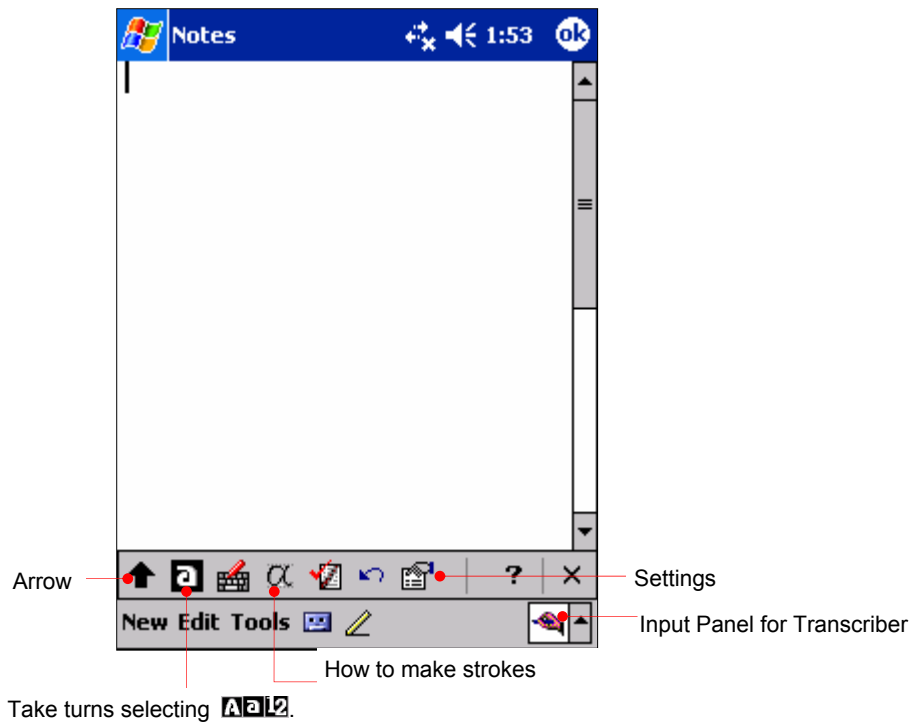 Notes 1:53 ok
a α ?
Arrow
Settings
New Edit Tools
Input Panel for Transcriber
How to make strokes
Take turns selecting A a 12.